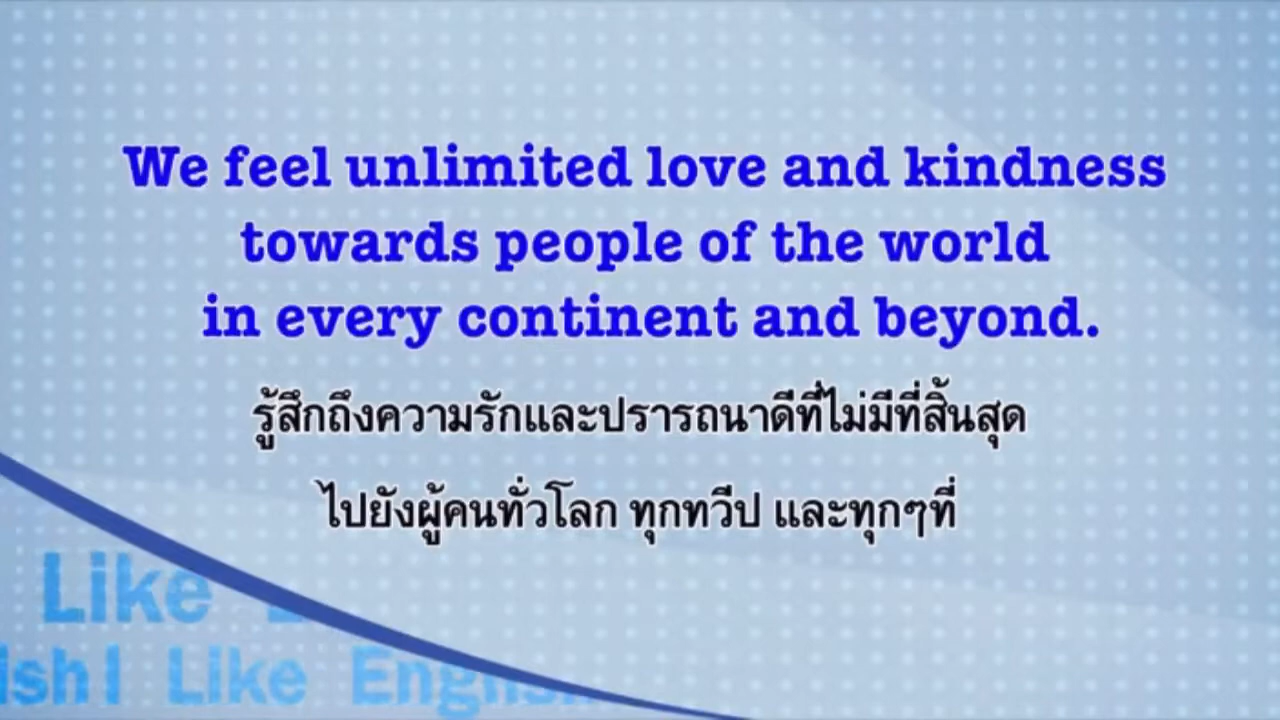 We feel unlimited love and kindness
towards people of the world
in every continent and beyond.
รู้สึกถึงความรักและปรารถนาดีที่ไม่มีที่สิ้นสุด
ไปยังผู้คนทั่วโลก ทุกทวีป และทุกๆที่
Like
ish I Like English